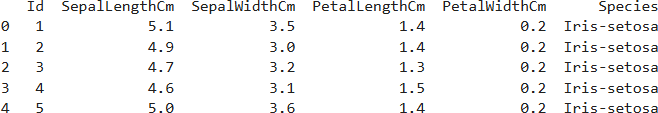 Id SepalLengthCm SepalWidthCm PetalLengthCm PetalWidthCm Species
0 1 5.1 3.5 1.4 0.2 Iris-setosa
1 2 4.9 3.0 1.4 0.2 Iris-setosa
2 3 4.7 3.2 1.3 0.2 Iris-setosa
3 4 4.6 3.1 1.5 0.2 Iris-setosa
4 5 5.0 3.6 1.4 0.2 Iris-setosa